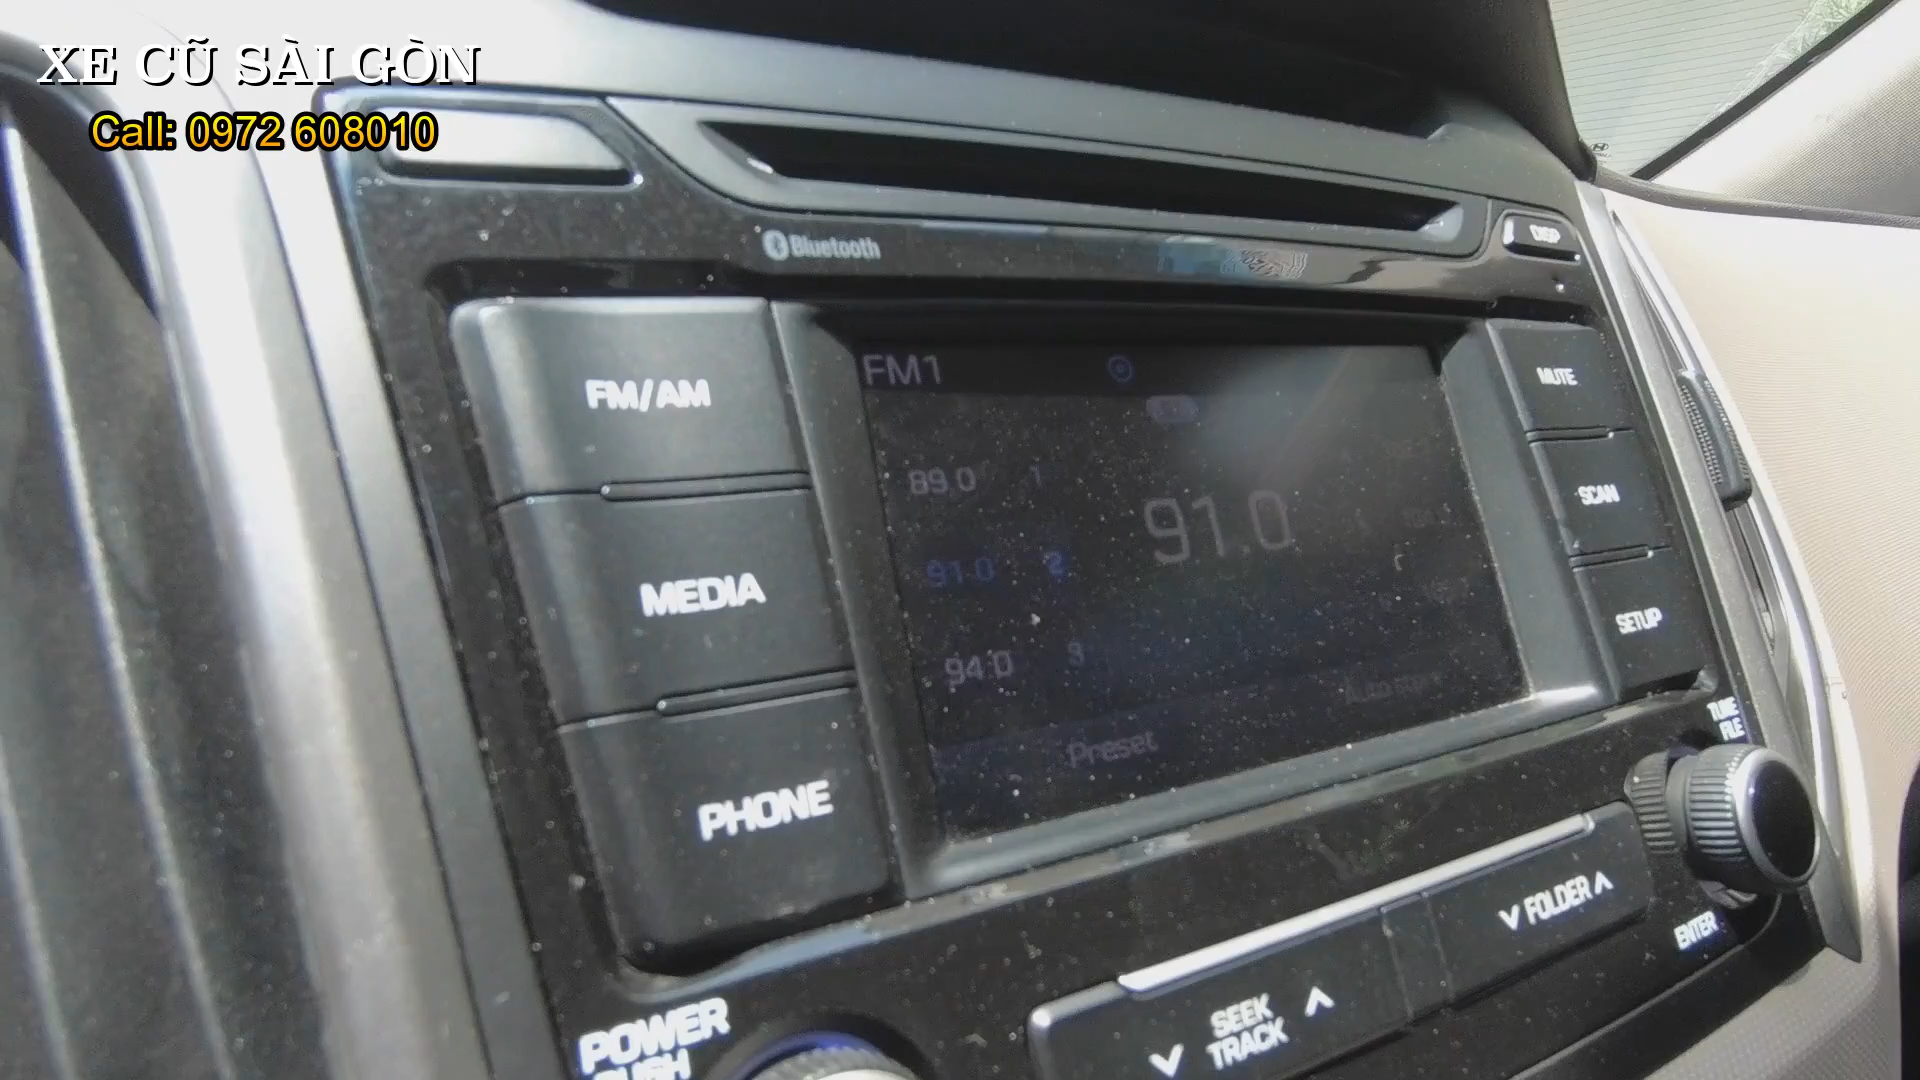 XE CŨ SÀI GÒN
Call: 0972 608010
Bluetooth
DISP
FM/AM
MEDIA
PHONE
FM1
89.0 1
91.0 2
94.0 3
91.0
Preset
MUTE
SCAN
SETUP
TUNE
FILE
ENTER
∨ FOLDER ∧
∨ SEEK ∧
TRACK
POWER
PUSH